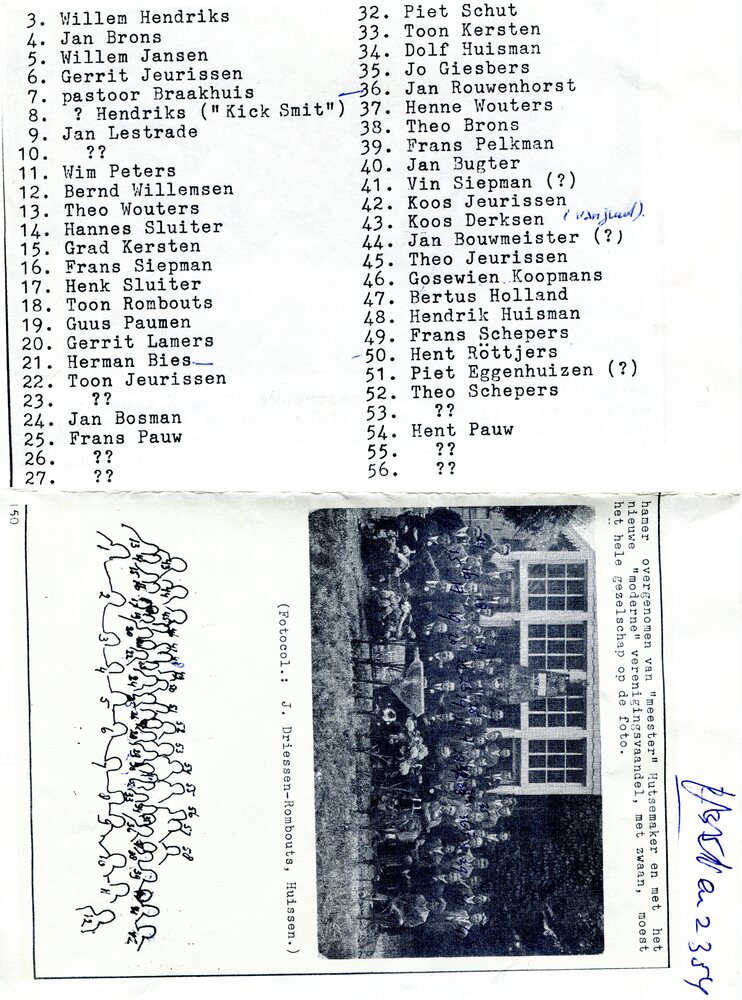 3. Willem Hendriks
4. Jan Brons
5. Willem Jansen
6. Gerrit Jeurissen
7. pastoor Braakhuis
8. ? Hendriks ("Kick Smit")
9. Jan Lestrade
10. ??
11. Wim Peters
12. Bernd Willemsen
13. Theo Wouters
14. Hannes Sluiter
15. Grad Kersten
16. Frans Siepman
17. Henk Sluiter
18. Toon Rombouts
19. Guus Paumen
20. Gerrit Lamers
21. Herman Bies
22. Toon Jeurissen
23. ??
24. Jan Bosman
25. Frans Pauw
26. ??
27. ??
32. Piet Schut
33. Toon Kersten
34. Dolf Huisman
35. Jo Giesbers
36. Jan Rouwenhorst
37. Henne Wouters
38. Theo Brons
39. Frans Pelkman
40. Jan Bugter
41. Vin Siepman (?)
42. Koos Jeurissen
43. Koos Derksen
44. Jan Bouwmeister (?)
45. Theo Jeurissen
46. Gosewien Koopmans
47. Bertus Holland
48. Hendrik Huisman
49. Frans Schepers
50. Hent Röttjers
51. Piet Eggenhuizen (?)
52. Theo Schepers
53. ??
54. Hent Pauw
55. ??
56. ??
hamer overgenomen van "meester" Hutsemaker en met het
nieuwe "moderne" verenigingsvaandel, met zwaan, moest
het hele gezelschap op de foto.
(Fotocol.: J. Driessen-Rombouts, Huissen.)
150